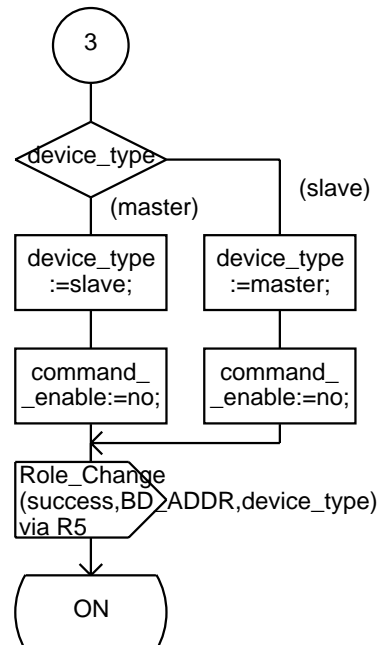 3
device_type
(master)
(slave)
device_type
:=slave;
device_type
:=master;
command_
_enable:=no;
command_
_enable:=no;
Role_Change
(success,BD_ADDR,device_type)
via R5
ON